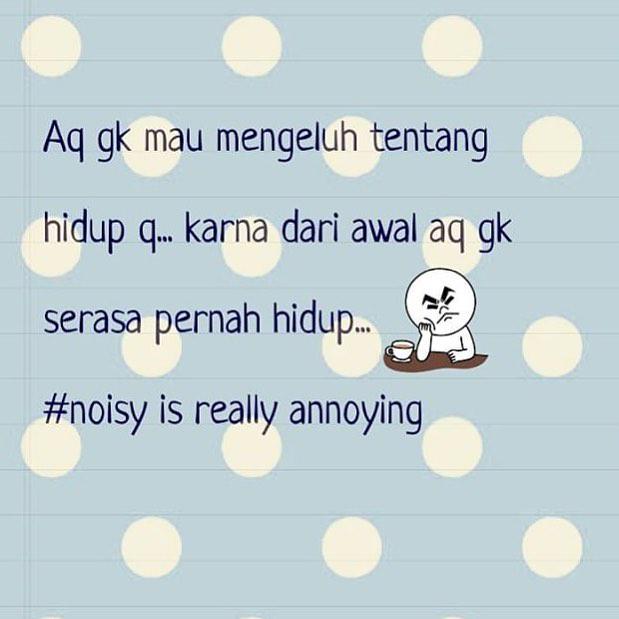 Aq gk mau mengeluh tentang
hidup q... karna dari awal aq gk
serasa pernah hidup...
#noisy is really annoying